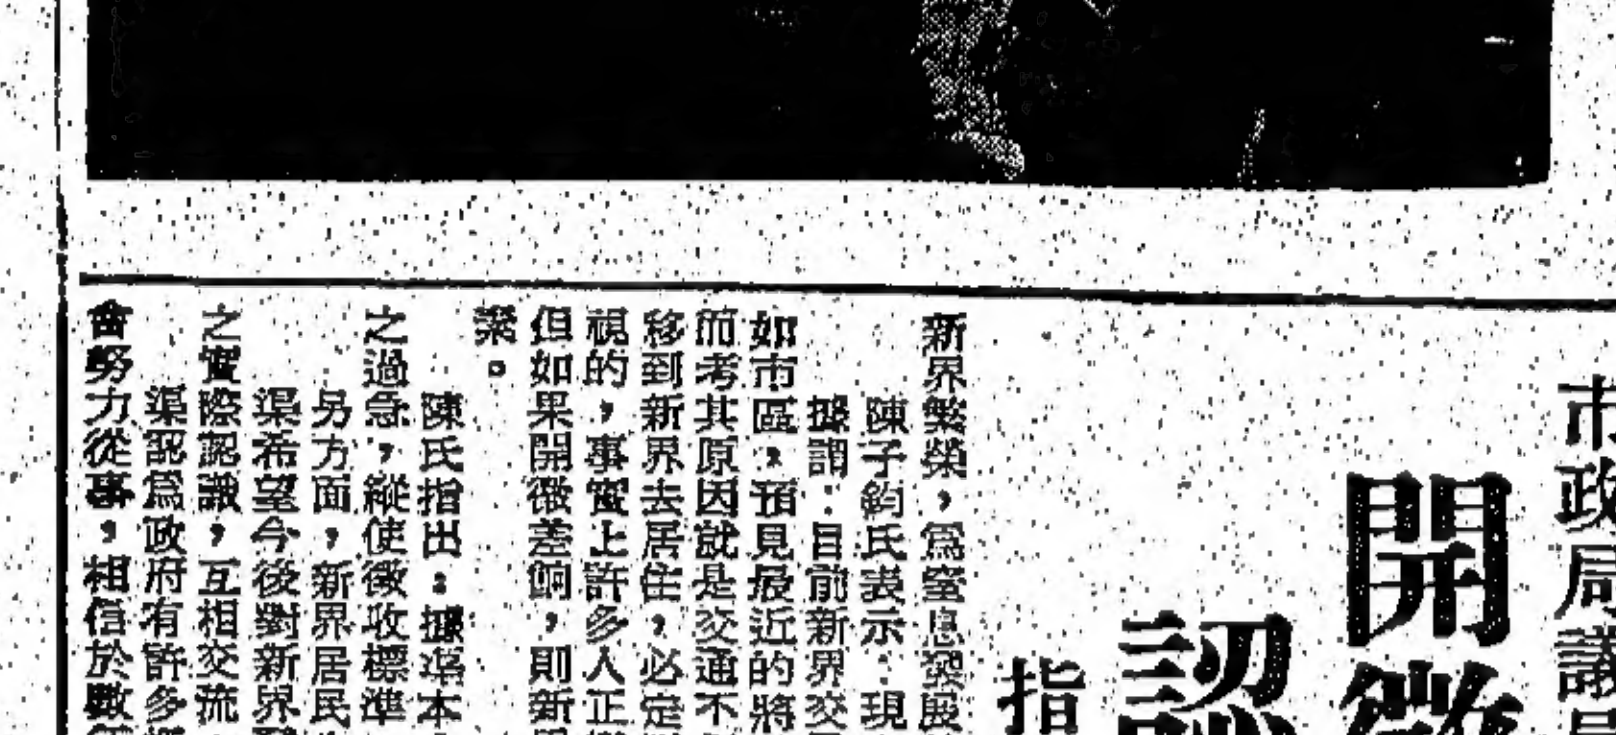 市政局議
開徵
認
指
新界繁榮，爲窒息發展
陳子鈞氏表示：現
據謂：目前新界交
如市區，預見最近的將
而考其原因就是交通不
移到新界去居住，必定
視的，事實上許多人正
但如果開徵差餉，則新
業。
陳氏指出：據準本
之過急，縱使徵收標準
另方面，新界居民
渠希望今後對新界
之實際認識，互相交流
渠認爲政府有許多
會努力從事，相信於數